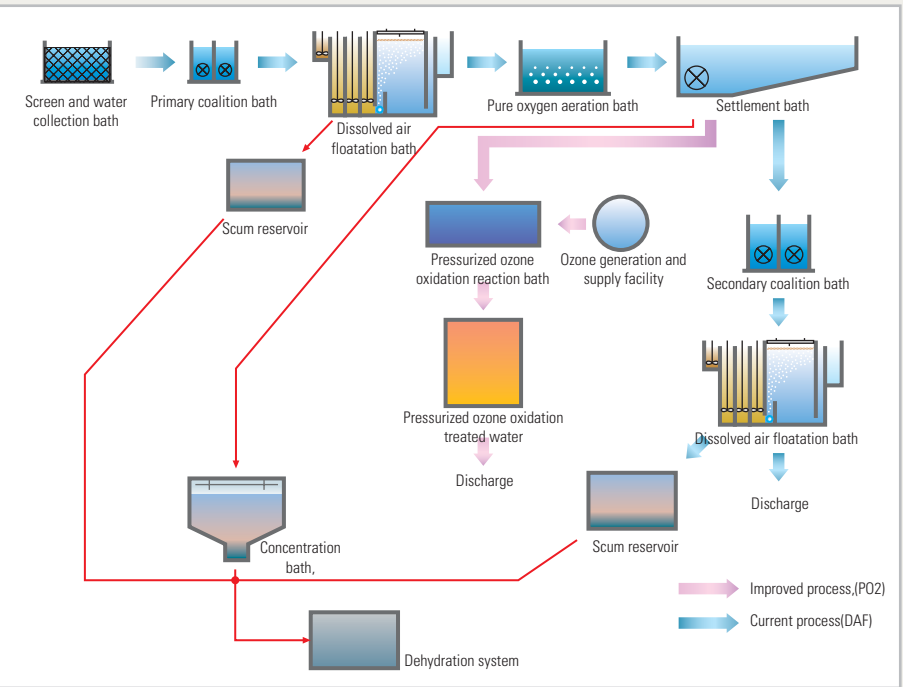 Screen and water
collection bath
Primary coalition bath
Dissolved air
floatation bath
Pure oxygen aeration bath
Settlement bath
Scum reservoir
Pressurized ozone
oxidation reaction bath
Ozone generation and
supply facility
Secondary coalition bath
Pressurized ozone oxidation
treated water
Discharge
Dissolved air floatation bath
Discharge
Scum reservoir
Concentration
bath,
Dehydration system
Improved process,(PO2)
Current process(DAF)